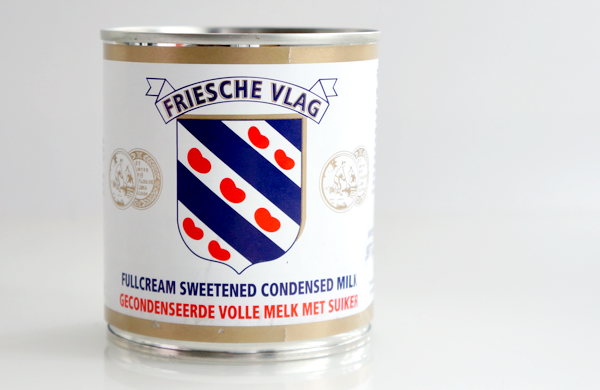 FRIESCHE VLAG
FULLCREAM SWEETENED CONDENSED MILK
GECONDENSEERDE VOLLE MELK MET SUIKER